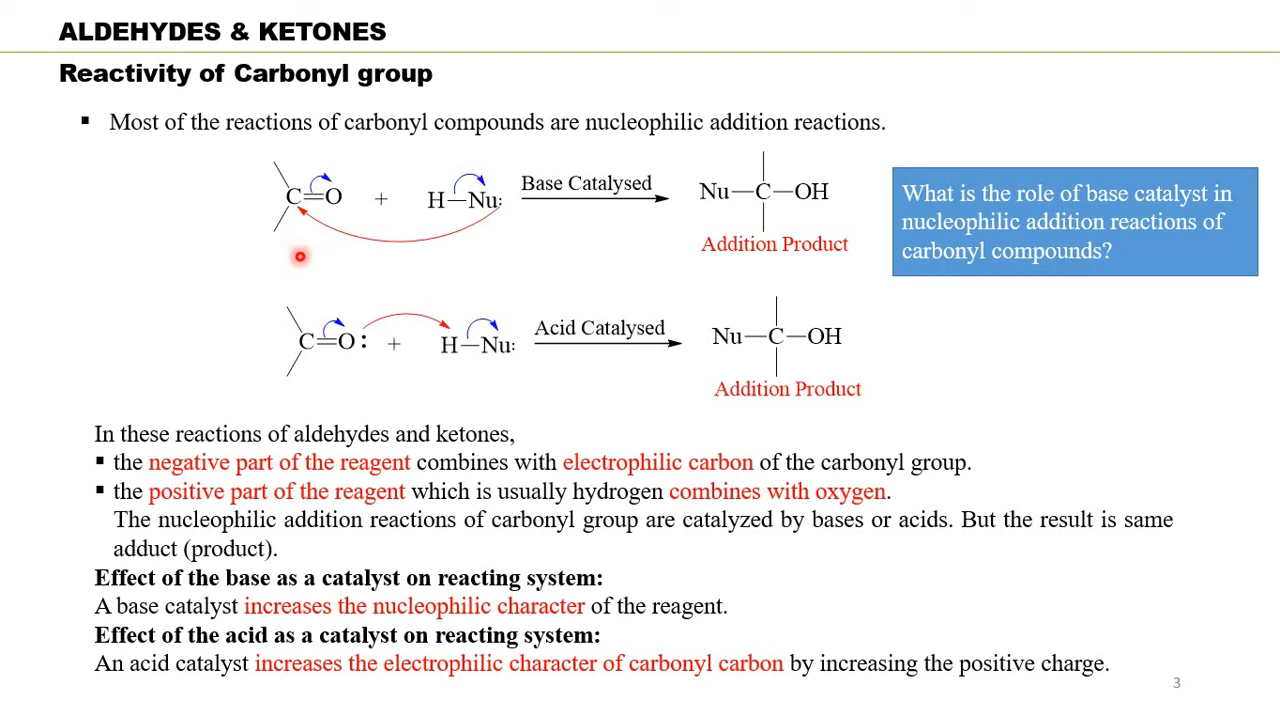 ALDEHYDES & KETONES
Reactivity of Carbonyl group
▪ Most of the reactions of carbonyl compounds are nucleophilic addition reactions.
C=O + H—Nu: Base Catalysed Nu—C—OH
Addition Product
What is the role of base catalyst in
nucleophilic addition reactions of
carbonyl compounds?
C=O: + H—Nu: Acid Catalysed Nu—C—OH
Addition Product
In these reactions of aldehydes and ketones,
▪ the negative part of the reagent combines with electrophilic carbon of the carbonyl group.
▪ the positive part of the reagent which is usually hydrogen combines with oxygen.
The nucleophilic addition reactions of carbonyl group are catalyzed by bases or acids. But the result is same
adduct (product).
Effect of the base as a catalyst on reacting system:
A base catalyst increases the nucleophilic character of the reagent.
Effect of the acid as a catalyst on reacting system:
An acid catalyst increases the electrophilic character of carbonyl carbon by increasing the positive charge.
3